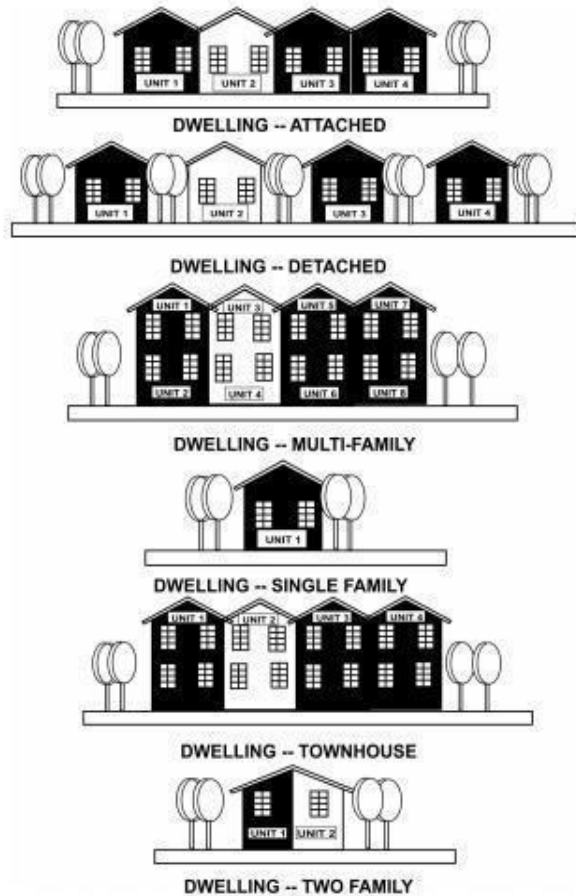 UNIT 1 UNIT 2 UNIT 3 UNIT 4
DWELLING -- ATTACHED
UNIT 1 UNIT 2 UNIT 3 UNIT 4
DWELLING -- DETACHED
UNIT 1 UNIT 3 UNIT 5 UNIT 7
UNIT 2 UNIT 4 UNIT 6 UNIT 8
DWELLING -- MULTI-FAMILY
UNIT 1
DWELLING -- SINGLE FAMILY
UNIT 1 UNIT 2 UNIT 3 UNIT 4
DWELLING -- TOWNHOUSE
UNIT 1 UNIT 2
DWELLING -- TWO FAMILY